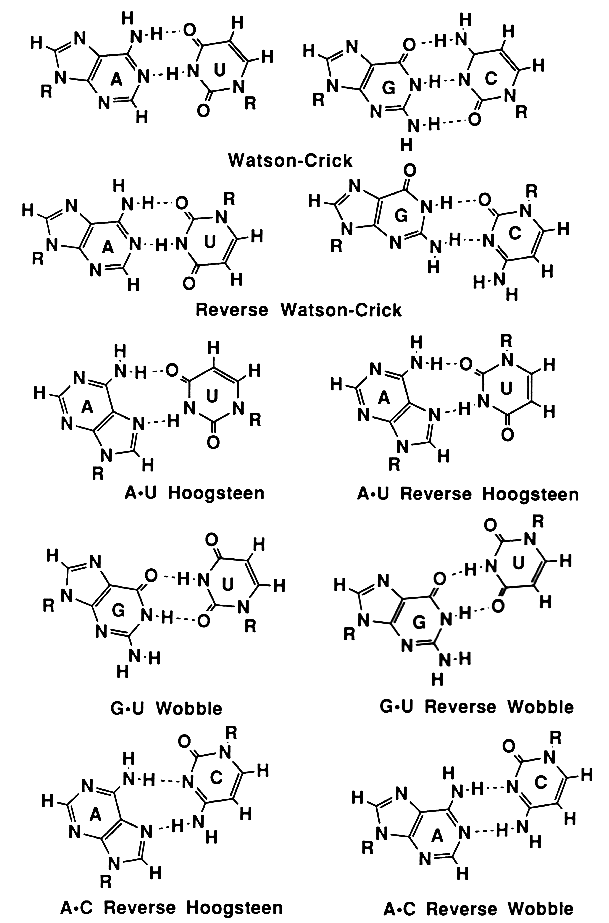 H N H N H O H H
N A N H N U H
R N N H O R
H N O H N H H H
N G N H N C H
R N N H O R
H
Watson-Crick
H N H N H O N R
N A N H N U H
R N N H O H
H N O N H O N R
N G N H N C H
R N N H H N H H
Reverse Watson-Crick
H N H N H O H H
N A N H N U N R
N R H O
H N H N H O N R H
N A N H N U H
N R H O
A•U Hoogsteen A•U Reverse Hoogsteen
H N O H N O H H
N G N H O U N R
R N N H H
H N O H N O N R H
N G N H O U H
R N N H H
G•U Wobble G•U Reverse Wobble
H N H N H N O N R H
N A N H N C H
N R H H
H N H N H N O N R H
N A N H N C H
R N H H
A•C Reverse Hoogsteen A•C Reverse Wobble